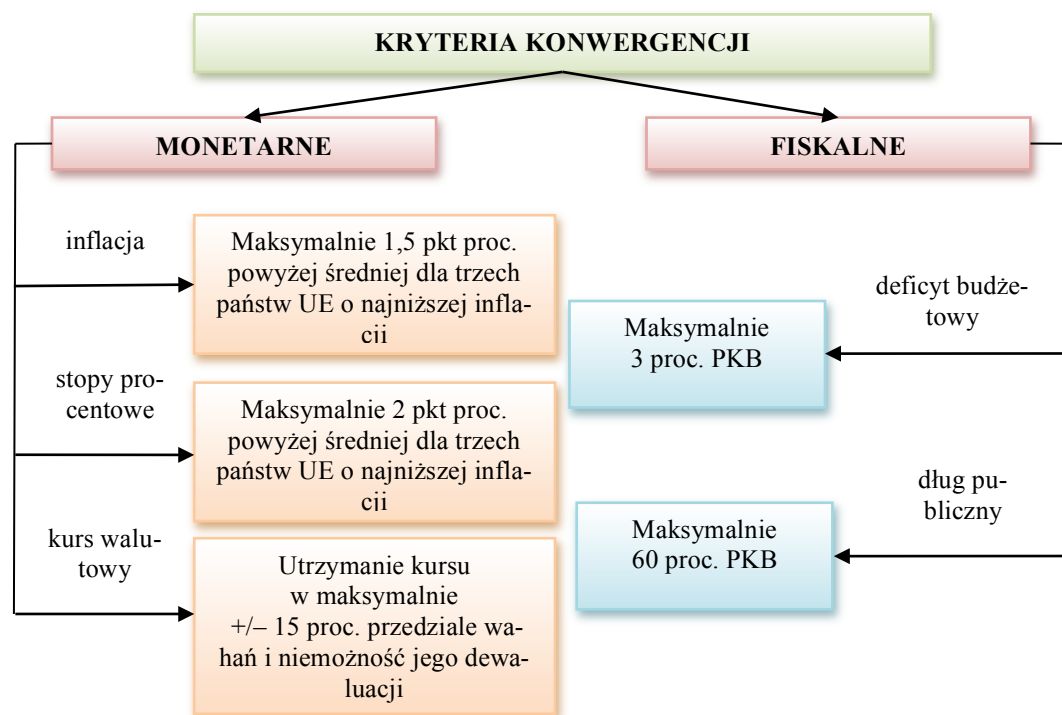 KRYTERIA KONWERGENCJI
MONETARNE
FISKALNE
inflacja
Maksymalnie 1,5 pkt proc.
powyżej średniej dla trzech
państw UE o najniższej infla-
cji
stopy pro-
centowe
Maksymalnie 2 pkt proc.
powyżej średniej dla trzech
państw UE o najniższej infla-
cji
kurs walu-
towy
Utrzymanie kursu
w maksymalnie
+/– 15 proc. przedziale wa-
hań i niemożność jego dewa-
luacji
deficyt budże-
towy
Maksymalnie
3 proc. PKB
dług pu-
bliczny
Maksymalnie
60 proc. PKB